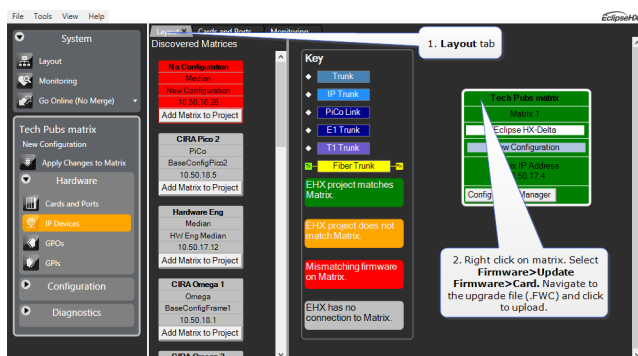 File Tools View Help
EclipseHX
System
Layout
Monitoring
Go Online (No Merge)
Tech Pubs matrix
New Configuration
Apply Changes to Matrix
Hardware
Cards and Ports
IP Devices
GPOs
GPIs
Configuration
Diagnostics
Layout X Cards and Ports Monitoring
Discovered Matrices
No Configuration
Median
New Configuration
10.50.16.26
Add Matrix to Project
CIRA Pico 2
PiCo
BaseConfigPico2
10.50.18.5
Add Matrix to Project
Hardware Eng
Median
HW Eng Median
10.50.17.12
Add Matrix to Project
CIRA Omega 1
Omega
BaseConfigFrame1
10.50.18.1
Add Matrix to Project
CIRA Omega 2
Key
Trunk
IP Trunk
PiCo Link
E1 Trunk
T1 Trunk
Fiber Trunk
EHX project matches
Matrix.
EHX project does not
match Matrix.
Mismatching firmware
on Matrix.
EHX has no
connection to Matrix.
1. Layout tab
Tech Pubs matrix
Matrix 1
Eclipse HX-Delta
New Configuration
IP Address
50.17.4
Manager
2. Right click on matrix. Select
Firmware>Update
Firmware>Card. Navigate to
the upgrade file (.FWC) and click
to upload.